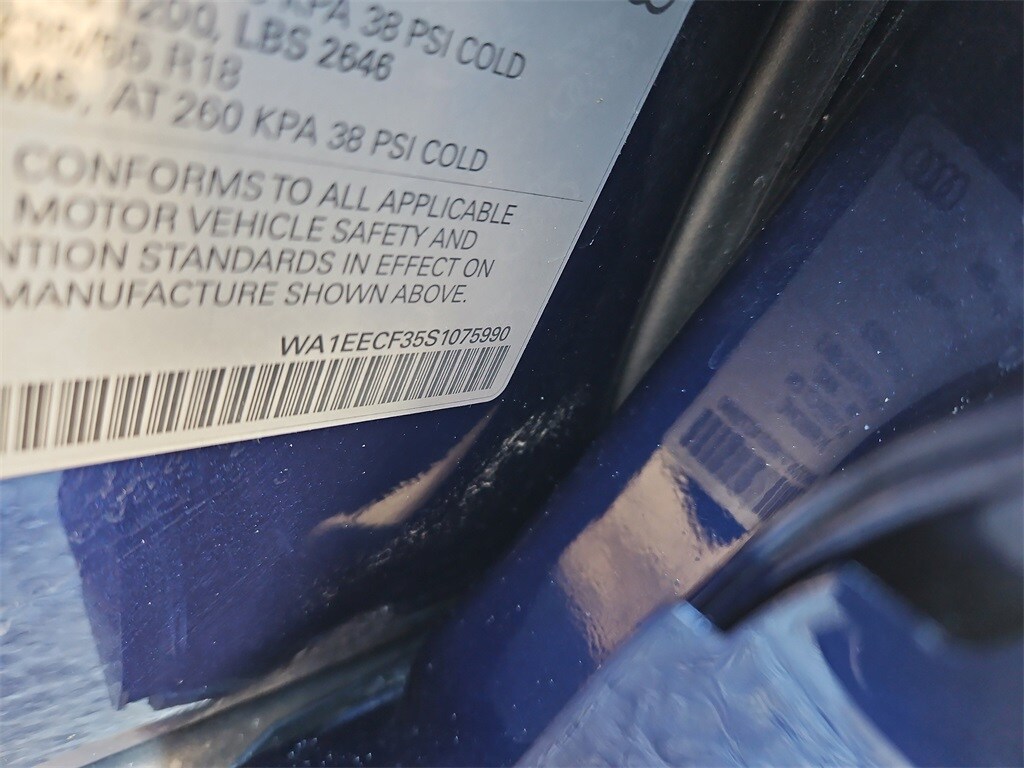 KPA 38 PSI COLD
1200, LBS 2646
R18
AT 260 KPA 38 PSI COLD
CONFORMS TO ALL APPLICABLE
MOTOR VEHICLE SAFETY AND
NTION STANDARDS IN EFFECT ON
MANUFACTURE SHOWN ABOVE.
WA1EECF35S1075990